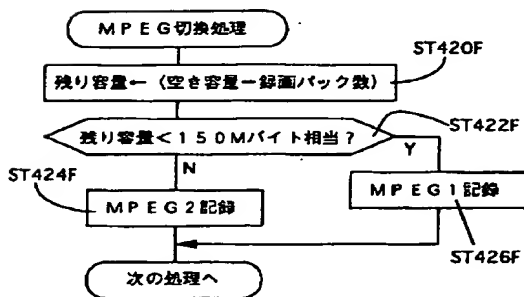 MPEG切換処理
ST420F
残り容量←(空き容量−録画パック数)
残り容量<150Mバイト相当?
ST422F
Y
N
ST424F
MPEG2記録
MPEG1記録
ST426F
次の処理へ